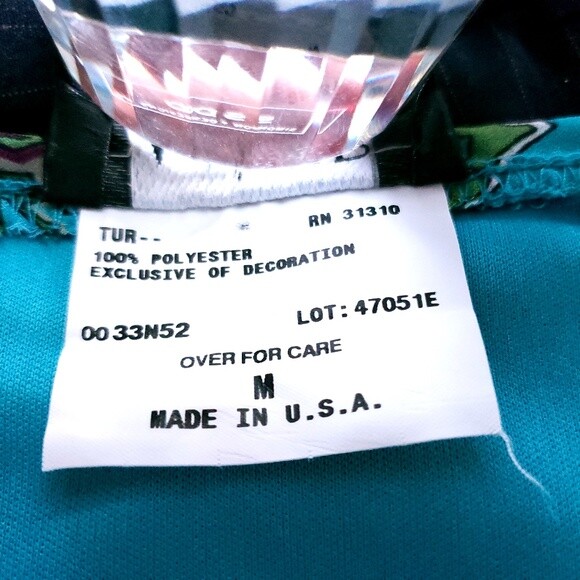 TUR-- RN 31310
100% POLYESTER
EXCLUSIVE OF DECORATION
0033N52 LOT: 47051E
OVER FOR CARE
M
MADE IN U.S.A.